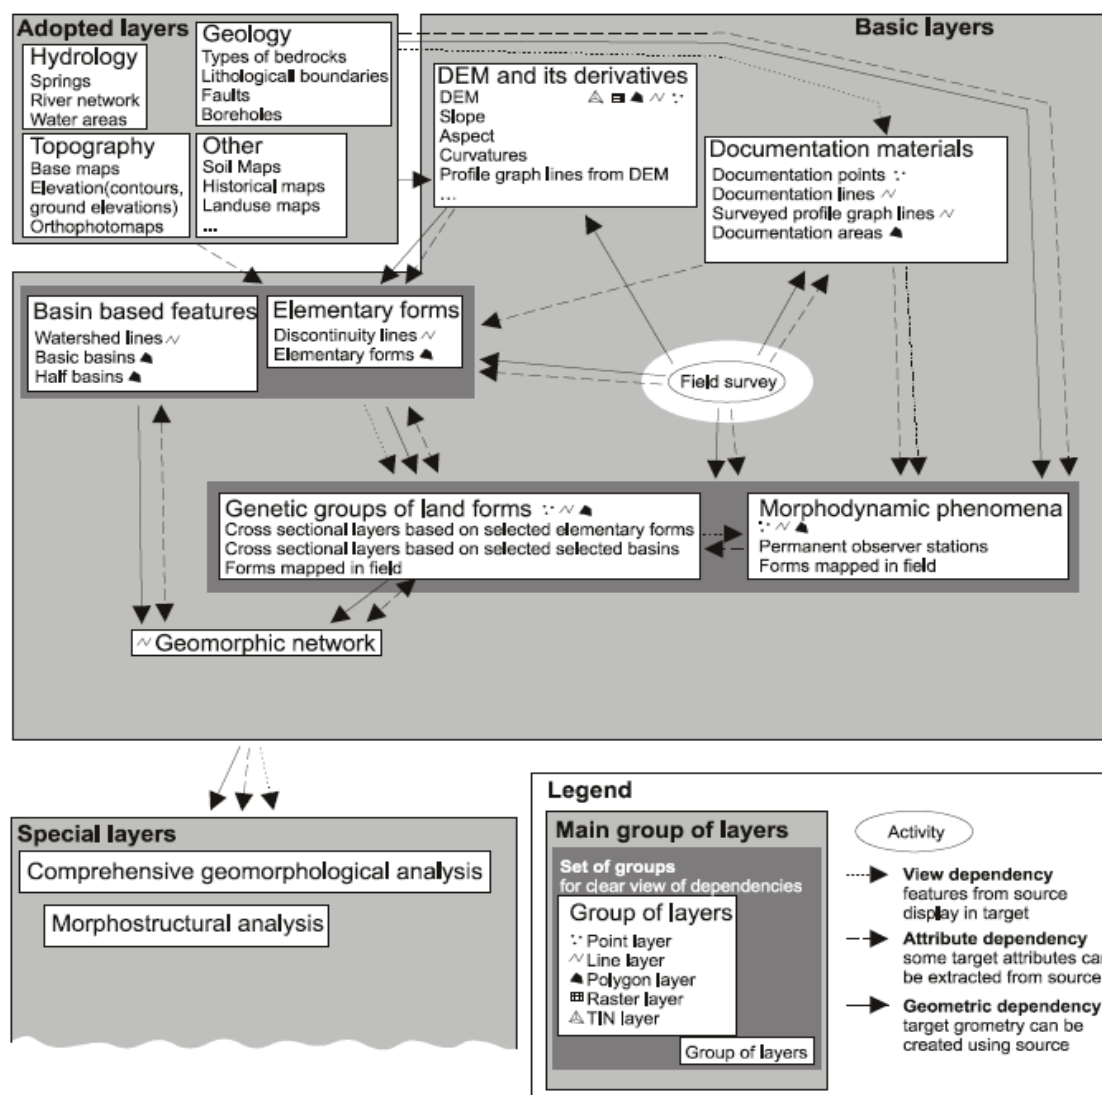 Adopted layers
Hydrology
Springs
River network
Water areas
Geology
Types of bedrocks
Lithological boundaries
Faults
Boreholes
Topography
Base maps
Elevation(contours,
ground elevations)
Orthophotomaps
Other
Soil Maps
Historical maps
Landuse maps
...
Basic layers
DEM and its derivatives
DEM
Slope
Aspect
Curvatures
Profile graph lines from DEM
...
Documentation materials
Documentation points
Documentation lines
Surveyed profile graph lines
Documentation areas
Basin based features
Watershed lines
Basic basins
Half basins
Elementary forms
Discontinuity lines
Elementary forms
Field survey
Genetic groups of land forms
Cross sectional layers based on selected elementary forms
Cross sectional layers based on selected selected basins
Forms mapped in field
Morphodynamic phenomena
Permanent observer stations
Forms mapped in field
Geomorphic network
Special layers
Comprehensive geomorphological analysis
Morphostructural analysis
Legend
Main group of layers
Set of groups
for clear view of dependencies
Group of layers
Point layer
Line layer
Polygon layer
Raster layer
TIN layer
Group of layers
Activity
View dependency
features from source
display in target
Attribute dependency
some target attributes can
be extracted from source
Geometric dependency
target gromety can be
created using source